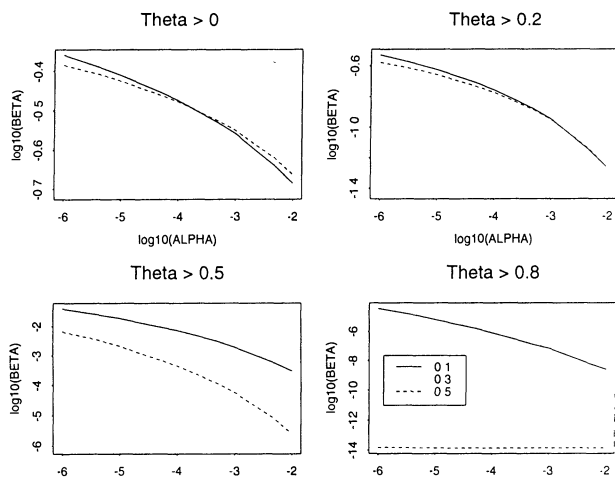 Theta > 0
Theta > 0.2
log10(BETA)
-0.4
-0.5
-0.6
-0.7
-6 -5 -4 -3 -2
log10(ALPHA)
log10(BETA)
-0.6
-1 0
-1 4
-6 -5 -4 -3 -2
log10(ALPHA)
Theta > 0.5
Theta > 0.8
log10(BETA)
-2
-3
-4
-5
-6
-6 -5 -4 -3 -2
log10(BETA)
-6
-8
-10
-12
-14
0 1
0 3
0 5
-6 -5 -4 -3 -2